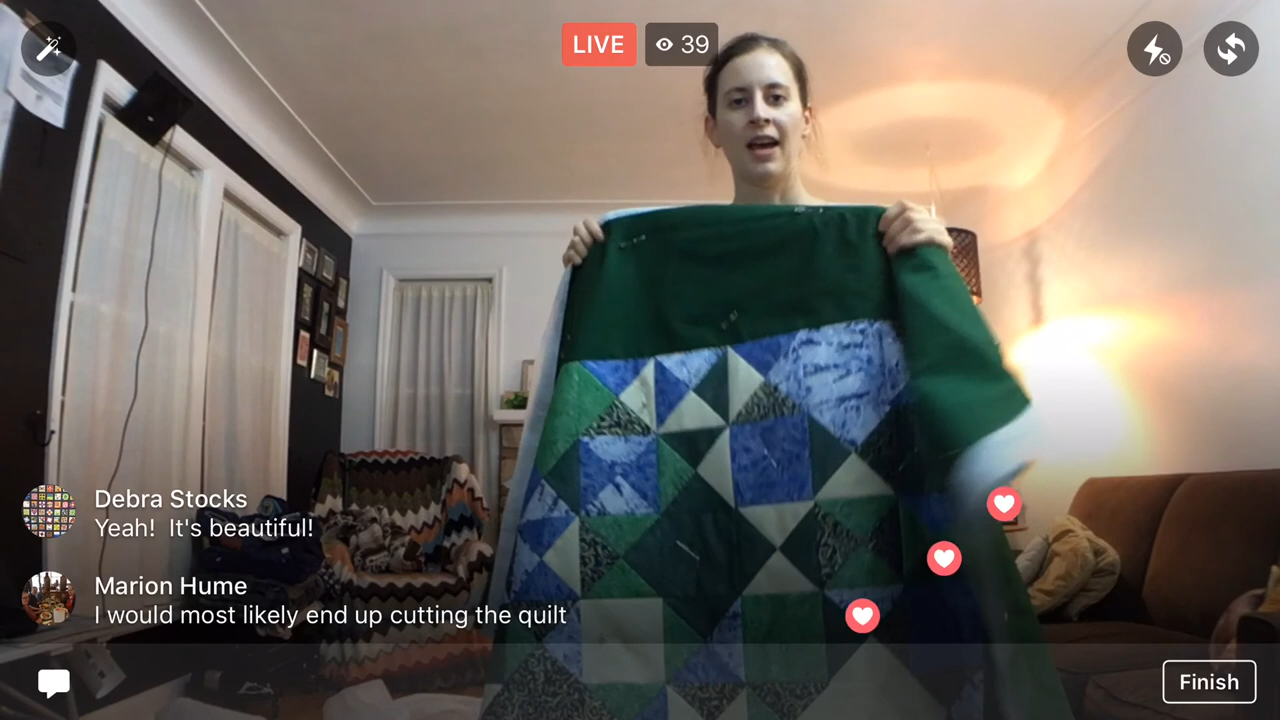 LIVE
39
Debra Stocks
Yeah! It's beautiful!
Marion Hume
I would most likely end up cutting the quilt
Finish